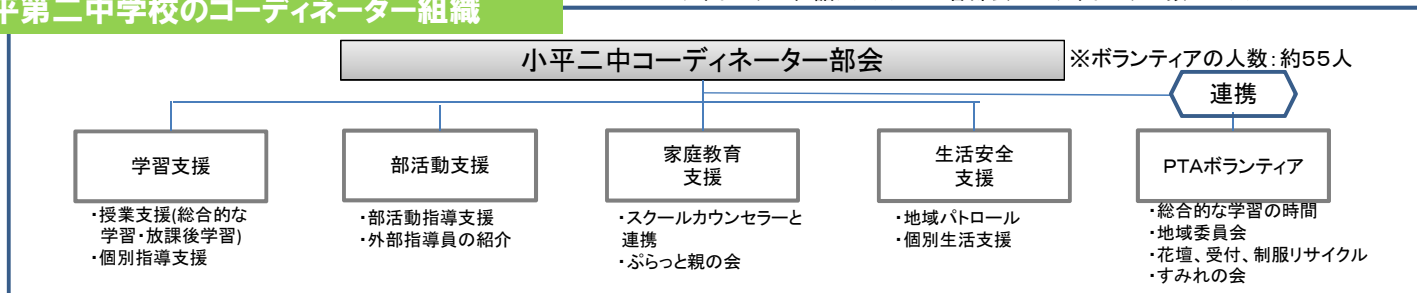 平第二中学校のコーディネーター組織
小平二中コーディネーター部会
※ボランティアの人数:約55人
連携
学習支援
・授業支援(総合的な
学習・放課後学習)
・個別指導支援
部活動支援
・部活動指導支援
・外部指導員の紹介
家庭教育
支援
・スクールカウンセラーと
連携
・ぷらっと親の会
生活安全
支援
・地域パトロール
・個別生活支援
PTAボランティア
・総合的な学習の時間
・地域委員会
・花壇、受付、制服リサイクル
・すみれの会